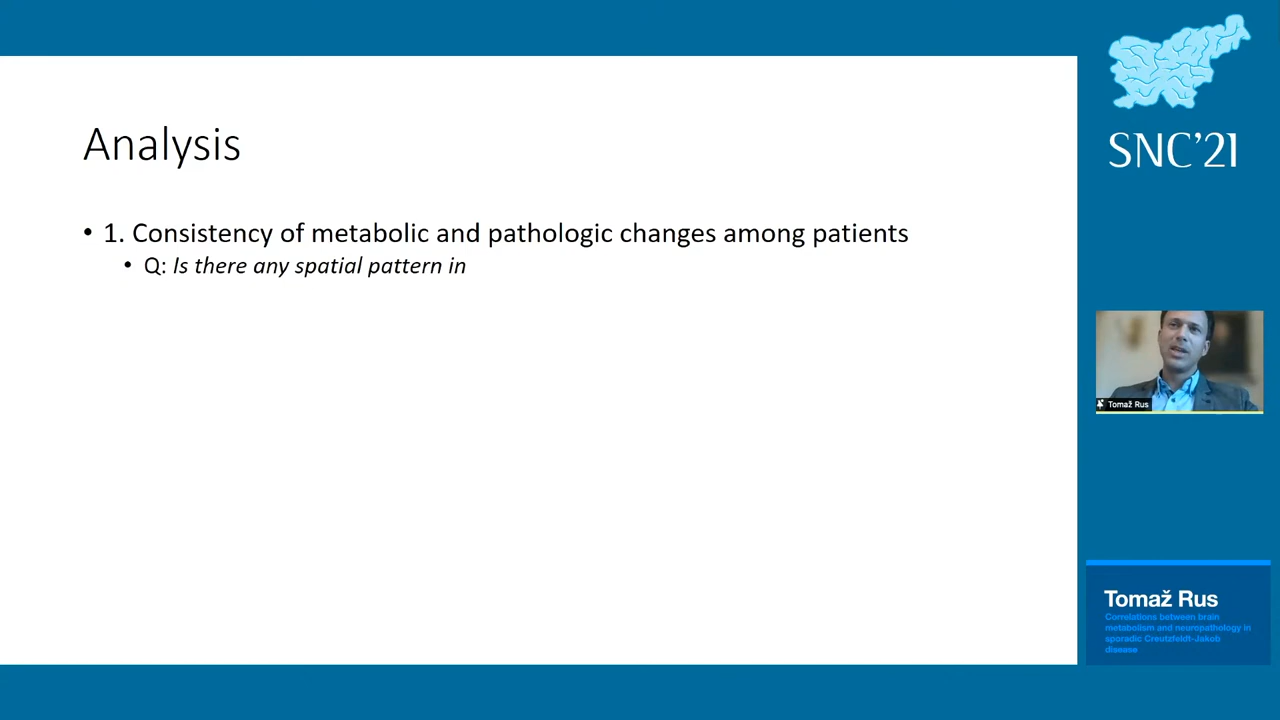 Analysis
• 1. Consistency of metabolic and pathologic changes among patients
• Q: Is there any spatial pattern in
SNC'21
Tomaž Rus
Tomaž Rus
Correlations between brain
metabolism and neuropathology in
sporadic Creutzfeldt-Jakob
disease